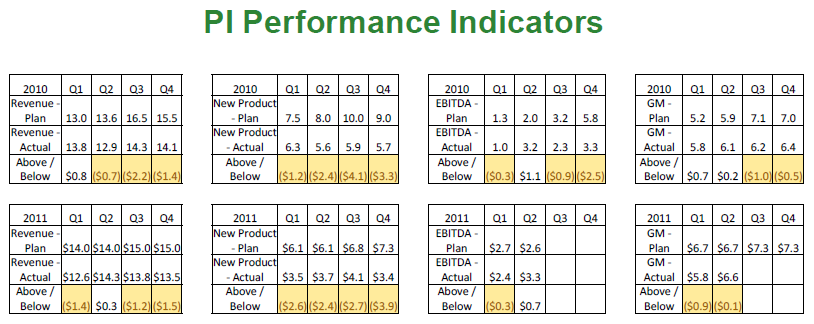 PI Performance Indicators
2010 Q1 Q2 Q3 Q4
Revenue -
Plan 13.0 13.6 16.5 15.5
Revenue -
Actual 13.8 12.9 14.3 14.1
Above /
Below $0.8 ($0.7) ($2.2) ($1.4)
2010 Q1 Q2 Q3 Q4
New Product
- Plan 7.5 8.0 10.0 9.0
New Product
- Actual 6.3 5.6 5.9 5.7
Above /
Below ($1.2) ($2.4) ($4.1) ($3.3)
2010 Q1 Q2 Q3 Q4
EBITDA -
Plan 1.3 2.0 3.2 5.8
EBITDA -
Actual 1.0 3.2 2.3 3.3
Above /
Below ($0.3) $1.1 ($0.9) ($2.5)
2010 Q1 Q2 Q3 Q4
GM -
Plan 5.2 5.9 7.1 7.0
GM -
Actual 5.8 6.1 6.2 6.4
Above /
Below $0.7 $0.2 ($1.0) ($0.5)
2011 Q1 Q2 Q3 Q4
Revenue -
Plan $14.0 $14.0 $15.0 $15.0
Revenue -
Actual $12.6 $14.3 $13.8 $13.5
Above /
Below ($1.4) $0.3 ($1.2) ($1.5)
2011 Q1 Q2 Q3 Q4
New Product
- Plan $6.1 $6.1 $6.8 $7.3
New Product
- Actual $3.5 $3.7 $4.1 $3.4
Above /
Below ($2.6) ($2.4) ($2.7) ($3.9)
2011 Q1 Q2 Q3 Q4
EBITDA -
Plan $2.7 $2.6
EBITDA -
Actual $2.4 $3.3
Above /
Below ($0.3) $0.7
2011 Q1 Q2 Q3 Q4
GM -
Plan $6.7 $6.7 $7.3 $7.3
GM -
Actual $5.8 $6.6
Above /
Below ($0.9) ($0.1)